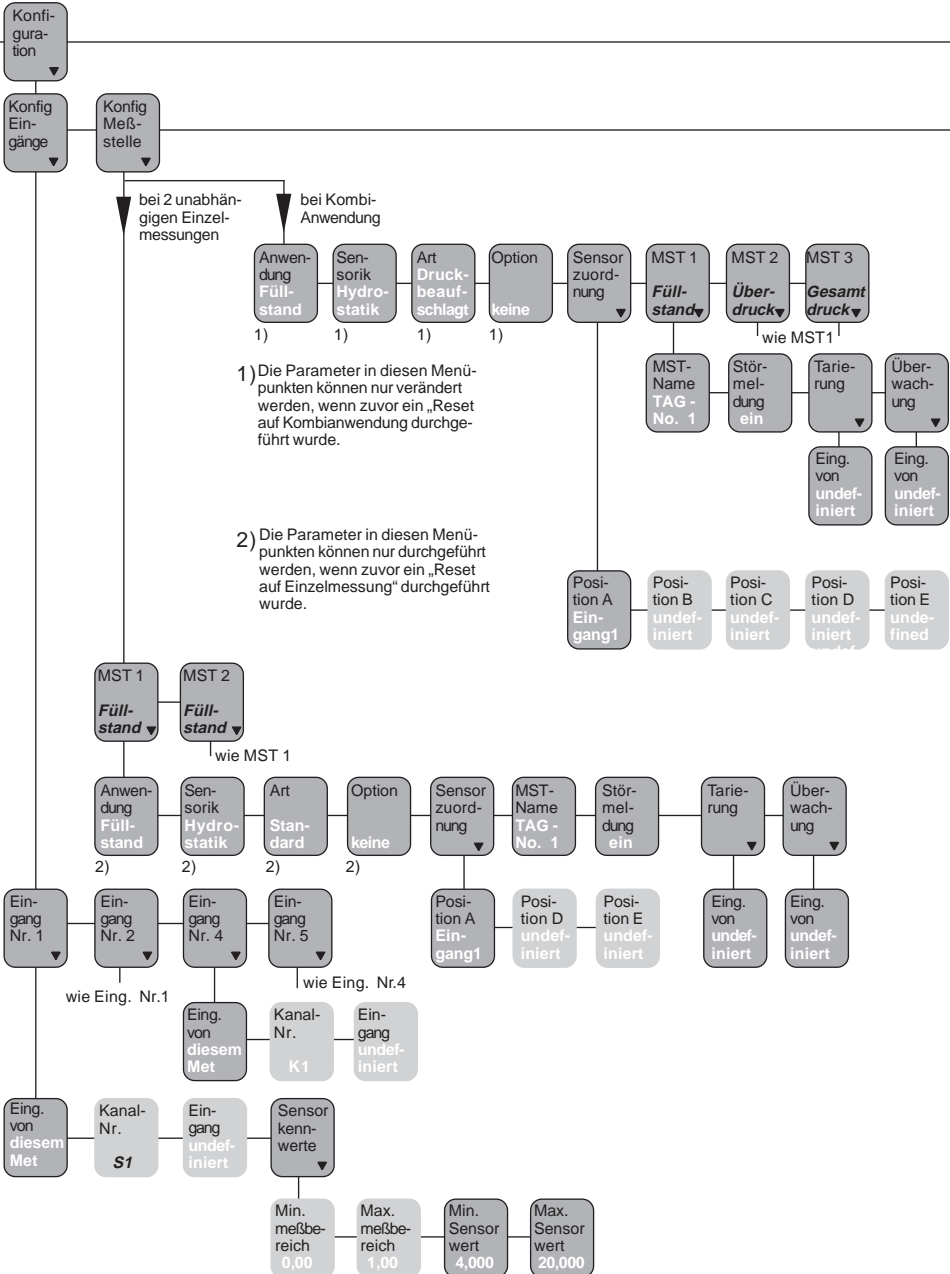 Konfi-
gura-
tion
Konfig
Ein-
gänge
Konfig
Meß-
stelle
bei 2 unabhän-
gigen Einzel-
messungen
bei Kombi-
Anwendung
Anwen-
dung
Füll-
stand
1)
Sen-
sorik
Hydro-
statik
1)
Art
Druck-
beauf-
schlagt
1)
Option
keine
1)
Sensor
zuord-
nung
MST 1
Füll-
stand
MST 2
Über-
druck
MST 3
Gesamt
druck
wie MST1
1) Die Parameter in diesen Menü-
punkten können nur verändert
werden, wenn zuvor ein „Reset
auf Kombianwendung durchge-
führt wurde.
MST-
Name
TAG -
No. 1
Stör-
mel-
dung
ein
Tarie-
rung
Über-
wach-
ung
Eing.
von
undef-
iniert
Eing.
von
undef-
iniert
2) Die Parameter in diesen Menü-
punkten können nur durchgeführt
werden, wenn zuvor ein „Reset
auf Einzelmessung“ durchgeführt
wurde.
Posi-
tion A
Ein-
gang1
Posi-
tion B
undef-
iniert
Posi-
tion C
undef-
iniert
Posi-
tion D
undef-
iniert
Posi-
tion E
unde-
fined
MST 1
Füll-
stand
MST 2
Füll-
stand
wie MST 1
Anwen-
dung
Füll-
stand
2)
Sen-
sorik
Hydro-
statik
2)
Art
Stan-
dard
2)
Option
keine
2)
Sensor
zuord-
nung
MST-
Name
TAG -
No. 1
Stör-
mel-
dung
ein
Tarie-
rung
Über-
wach-
ung
Ein-
gang
Nr. 1
Ein-
gang
Nr. 2
Ein-
gang
Nr. 4
Ein-
gang
Nr. 5
wie Eing. Nr.1
wie Eing. Nr.4
Posi-
tion A
Ein-
gang1
Posi-
tion D
undef-
iniert
Posi-
tion E
undef-
iniert
Eing.
von
undef-
iniert
Eing.
von
undef-
iniert
Eing.
von
diesem
Met
Kanal-
Nr.
K1
Ein-
gang
undef-
iniert
Eing.
von
diesem
Met
Kanal-
Nr.
S1
Ein-
gang
undef-
iniert
Sensor
kenn-
werte
Min.
meßbe-
reich
0,00
Max.
meßbe-
reich
1,00
Min.
Sensor
wert
4,000
Max.
Sensor
wert
20,000